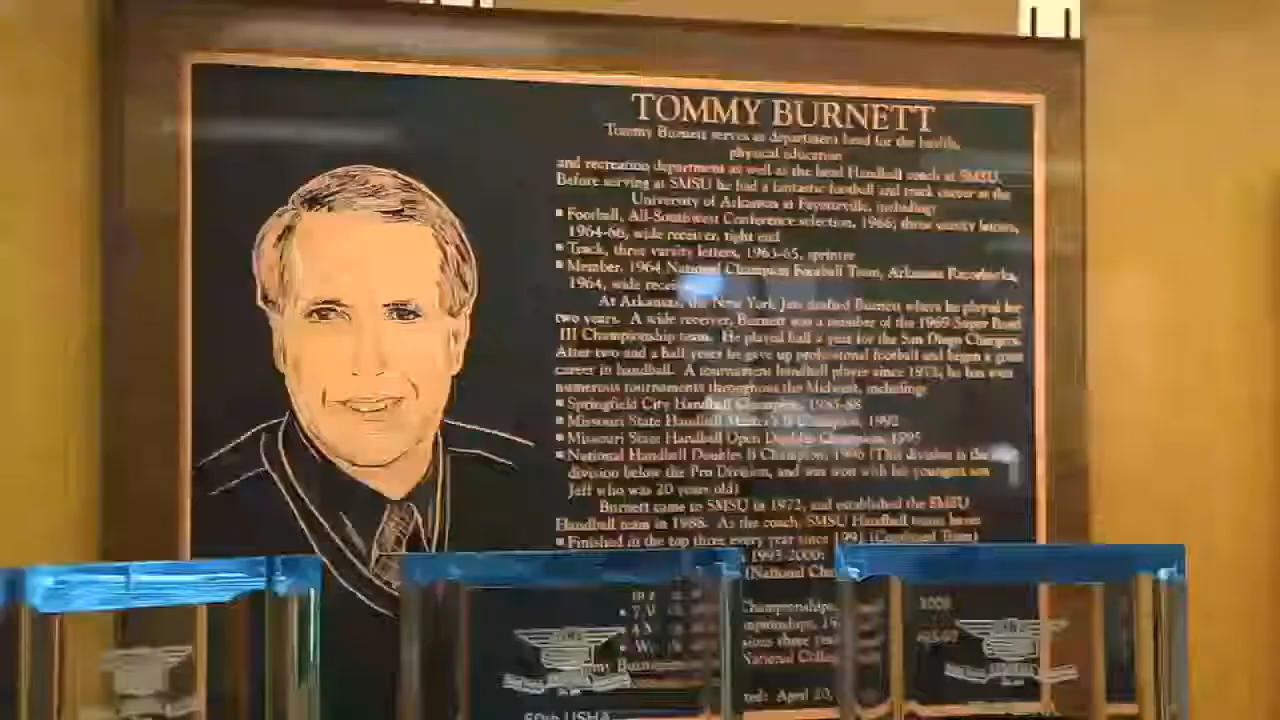 TOMMY BURNETT
Tommy Burnett serves as department head for the health,
physical education
and recreation department as well as the head Handball coach at SMSU.
Before serving at SMSU he had a fantastic football and track career at the
University of Arkansas at Fayetteville, including:
▪ Football, All-Southwest Conference selection, 1966; three varsity letters,
1964-66, wide receiver, tight end
▪ Track, three varsity letters, 1963-65, sprinter
▪ Member, 1964 National Champion Football Team, Arkansas Razorbacks,
1964, wide
At Arkansas, the New York Jets drafted Burnett where he played for
two years. A wide receiver, Burnett was a member of the 1969 Super Bowl
III Championship team. He played half a year for the San Diego Chargers.
After two and a half years he gave up professional football and began a great
career in handball. A tournament handball player since 1973, he has won
numerous tournaments throughout the Midwest, including:
▪ Springfield City Handball Champion, 1985-88
▪ Missouri State Handball Master's B Champion, 1992
▪ Missouri State Handball Open Doubles Champion, 1995
▪ National Handball Doubles B Champion, 1996 (This division is the
division below the Pro Division, and was won with his youngest son
Jeff who was 20 years old)
Burnett came to SMSU in 1972, and established the SMSU
Handball team in 1988. As the coach, SMSU Handball teams have:
▪ Finished in the top three every year since 1991 (Combined Team)
1993-2000:
(National
Championships,
three
National
April
50th USHA